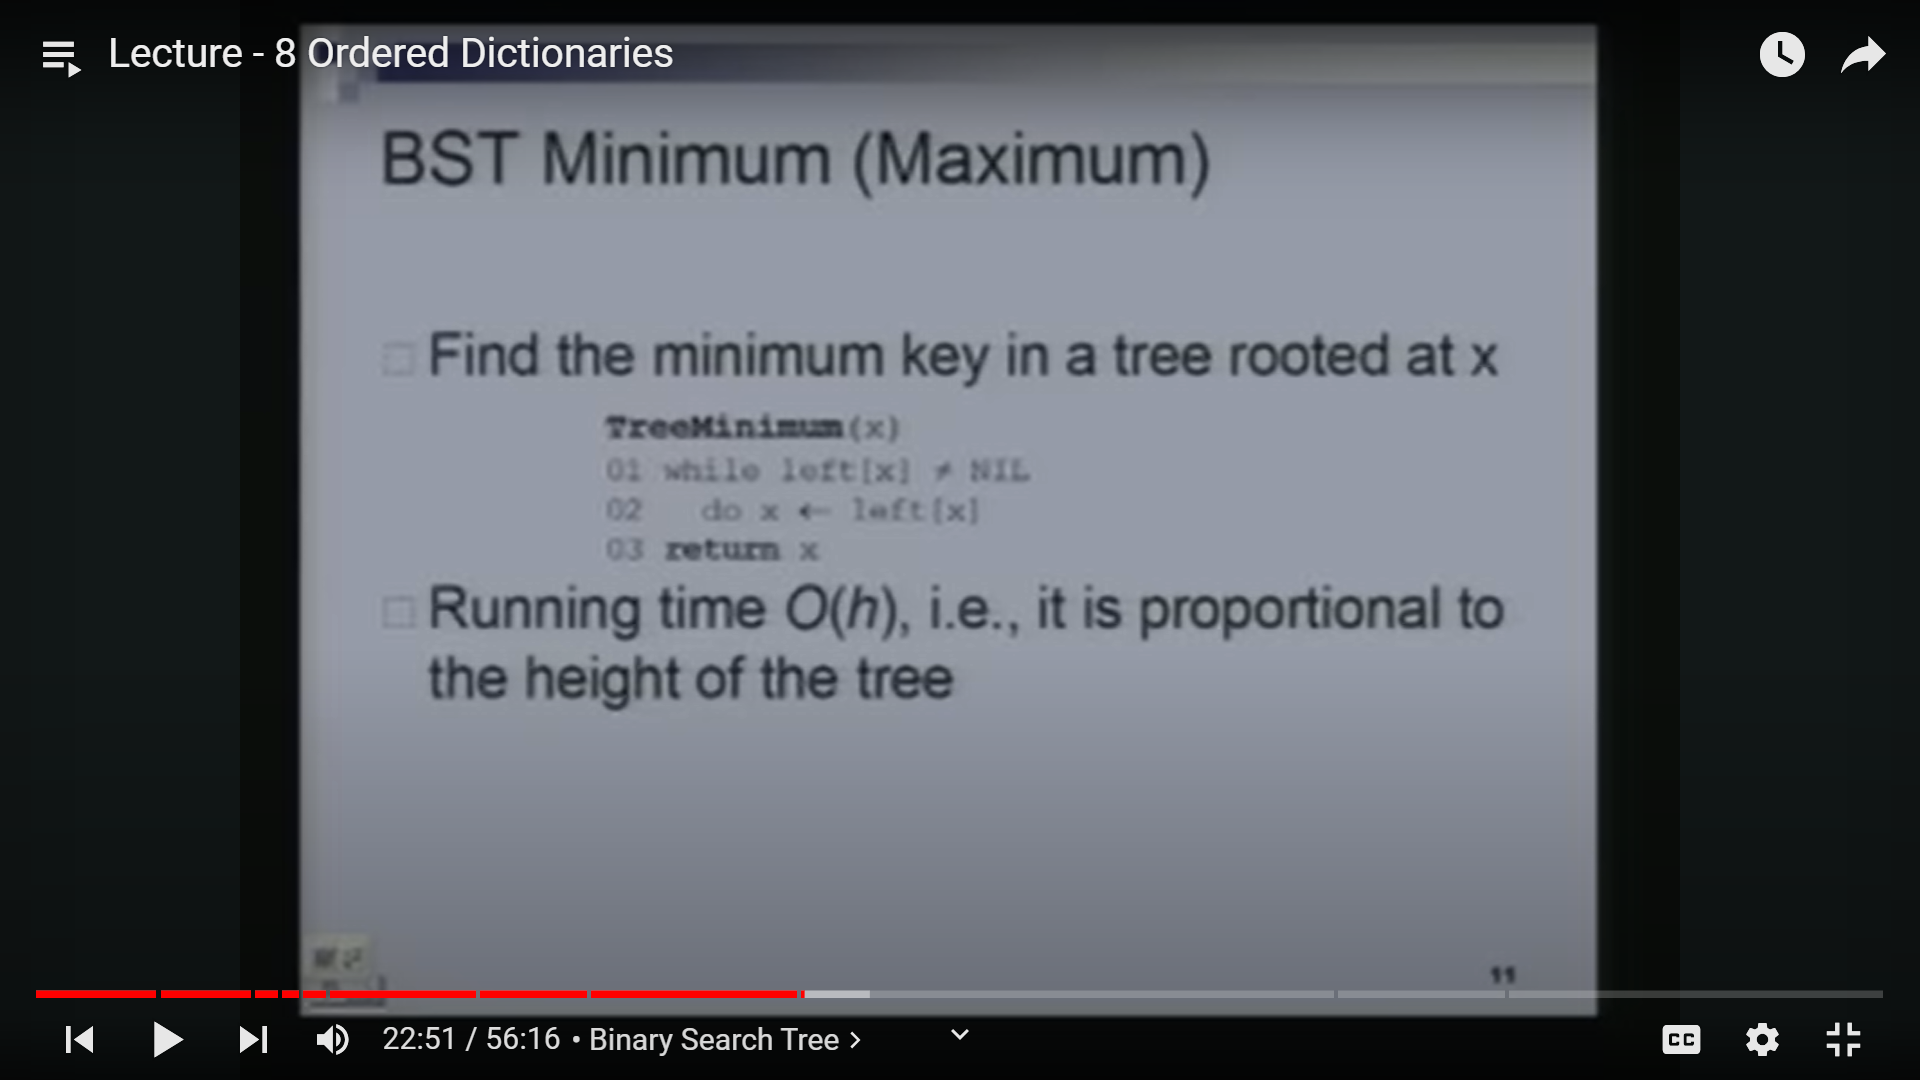 Lecture - 8 Ordered Dictionaries
BST Minimum (Maximum)
Find the minimum key in a tree rooted at x
TreeMinimum(x)
01 while left[x] ≠ NIL
02 do x ← left[x]
03 return x
Running time O(h), i.e., it is proportional to
the height of the tree
11
22:51 / 56:16 • Binary Search Tree >
CC